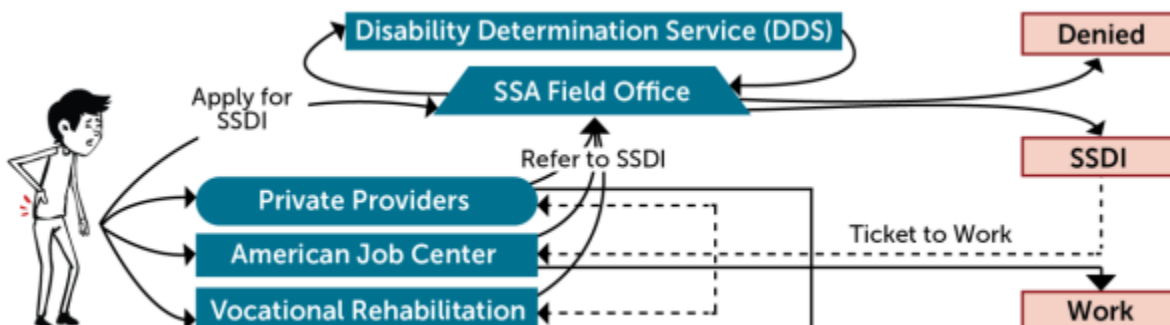 Disability Determination Service (DDS)
Denied
SSA Field Office
Apply for
SSDI
Refer to SSDI
SSDI
Private Providers
Ticket to Work
American Job Center
Vocational Rehabilitation
Work